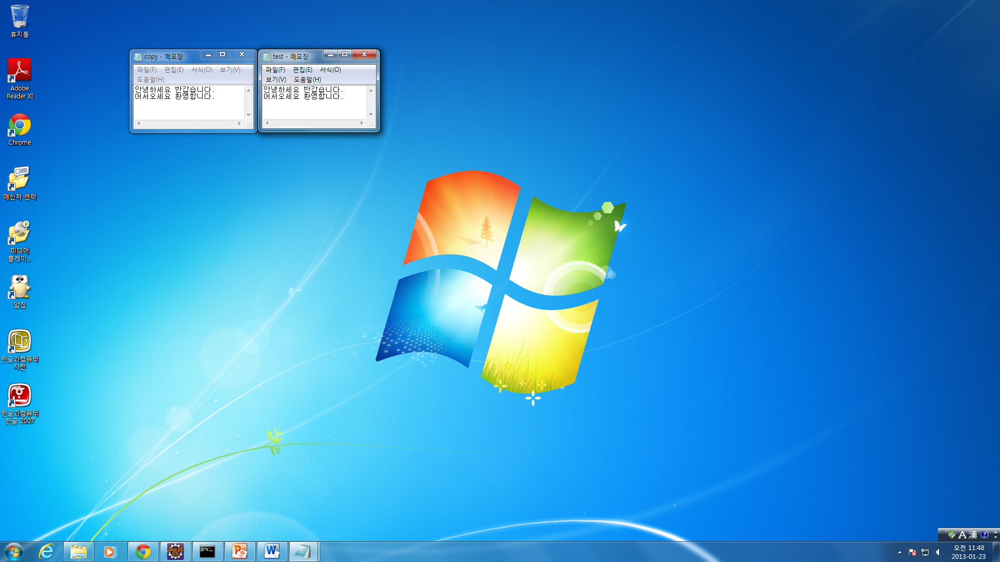 휴지통
Adobe
Reader XI
Chrome
메신저 센터
미디어
플레이...
알집
한글과컴퓨터
사전
한글과컴퓨터
한글 2007
copy - 메모장
파일(F) 편집(E) 서식(O) 보기(V)
도움말(H)
안녕하세요 반갑습니다.
어서오세요 환영합니다.
test - 메모장
파일(F) 편집(E) 서식(O)
보기(V) 도움말(H)
안녕하세요 반갑습니다.
어서오세요 환영합니다.
A 漢 ?
Java EE
IDE
C:\_
P
W
오전 11:48
2013-01-23